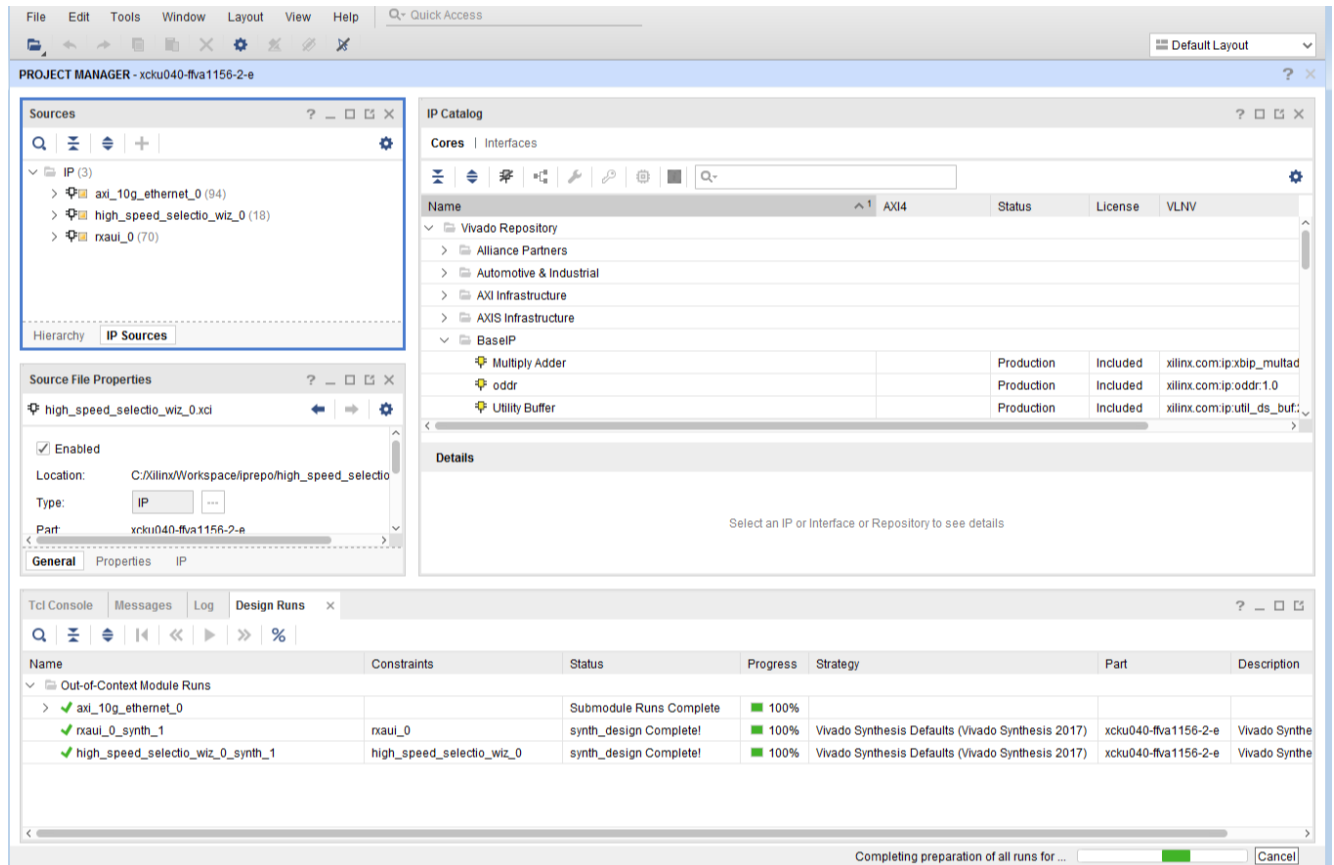 File Edit Tools Window Layout View Help Quick Access
Default Layout
PROJECT MANAGER - xcku040-ffva1156-2-e
Sources
IP (3)
axi_10g_ethernet_0 (94)
high_speed_selectio_wiz_0 (18)
rxaui_0 (70)
Hierarchy IP Sources
Source File Properties
high_speed_selectio_wiz_0.xci
Enabled
Location: C:/Xilinx/Workspace/iprepo/high_speed_selectio
Type: IP
Part: xcku040-ffva1156-2-e
General Properties IP
IP Catalog
Cores | Interfaces
Name 1 AXI4 Status License VLNV
Vivado Repository
Alliance Partners
Automotive & Industrial
AXI Infrastructure
AXIS Infrastructure
BaseIP
Multiply Adder Production Included xilinx.com:ip:xbip_multad
oddr Production Included xilinx.com:ip:oddr:1.0
Utility Buffer Production Included xilinx.com:ip:util_ds_buf:
Details
Select an IP or Interface or Repository to see details
Tcl Console Messages Log Design Runs
Name Constraints Status Progress Strategy Part Description
Out-of-Context Module Runs
axi_10g_ethernet_0 Submodule Runs Complete 100%
rxaui_0_synth_1 rxaui_0 synth_design Complete! 100% Vivado Synthesis Defaults (Vivado Synthesis 2017) xcku040-ffva1156-2-e Vivado Synthe
high_speed_selectio_wiz_0_synth_1 high_speed_selectio_wiz_0 synth_design Complete! 100% Vivado Synthesis Defaults (Vivado Synthesis 2017) xcku040-ffva1156-2-e Vivado Synthe
Completing preparation of all runs for ... Cancel